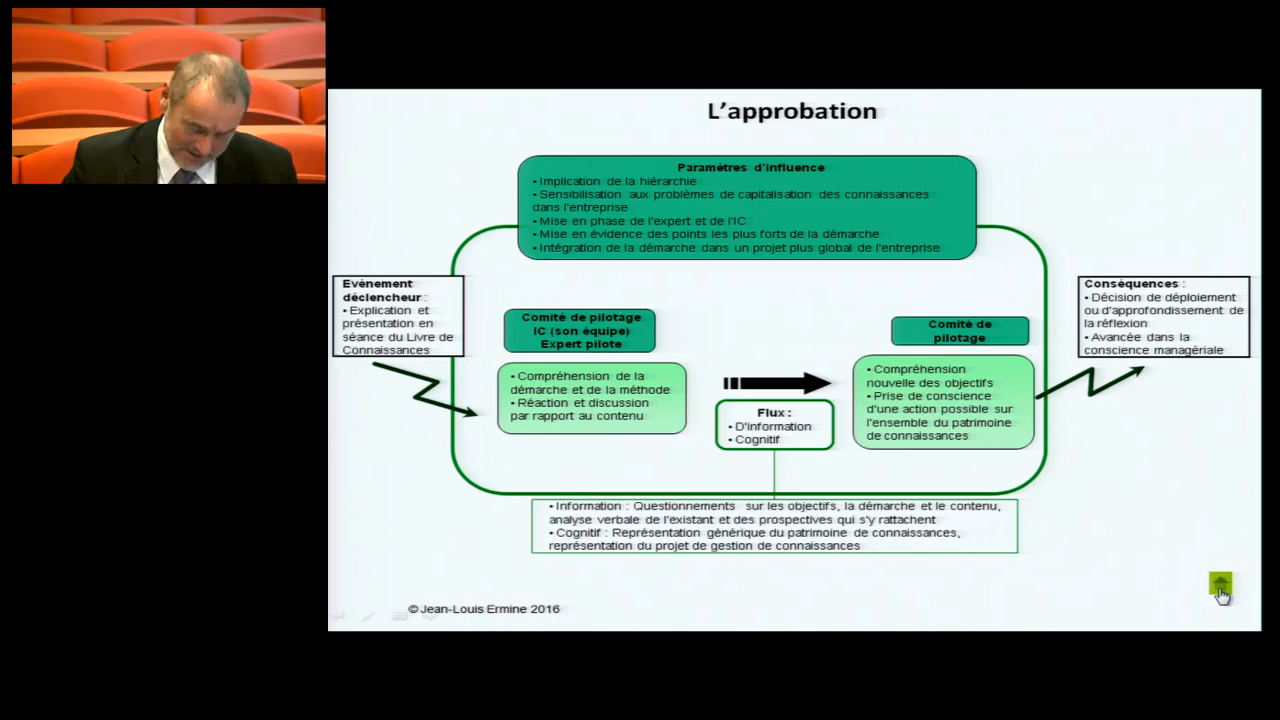 L'approbation
Paramètres d'influence
• Implication de la hiérarchie
• Sensibilisation aux problèmes de capitalisation des connaissances
dans l'entreprise
• Mise en phase de l'expert et de l'IC
• Mise en évidence des points les plus forts de la démarche
• Intégration de la démarche dans un projet plus global de l'entreprise
Evénement
déclencheur :
• Explication et
présentation en
séance du Livre de
Connaissances
Comité de pilotage
IC (son équipe)
Expert pilote
• Compréhension de la
démarche et de la méthode
• Réaction et discussion
par rapport au contenu
Flux :
• D'information
• Cognitif
Comité de
pilotage
• Compréhension
nouvelle des objectifs
• Prise de conscience
d'une action possible sur
l'ensemble du patrimoine
de connaissances
Conséquences :
• Décision de déploiement
ou d'approfondissement de
la réflexion
• Avancée dans la
conscience managériale
• Information : Questionnements sur les objectifs, la démarche et le contenu,
analyse verbale de l'existant et des prospectives qui s'y rattachent
• Cognitif : Représentation générique du patrimoine de connaissances,
représentation du projet de gestion de connaissances
© Jean-Louis Ermine 2016